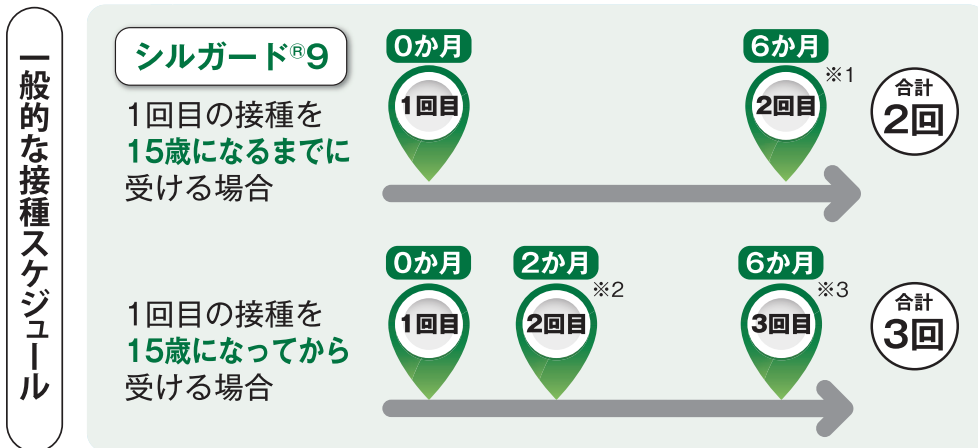 一般的な接種スケジュール
シルガード®9
1回目の接種を
15歳になるまでに
受ける場合
0か月
1回目
6か月
※1
2回目
合計
2回
1回目の接種を
15歳になってから
受ける場合
0か月
1回目
2か月
※2
2回目
6か月
※3
3回目
合計
3回